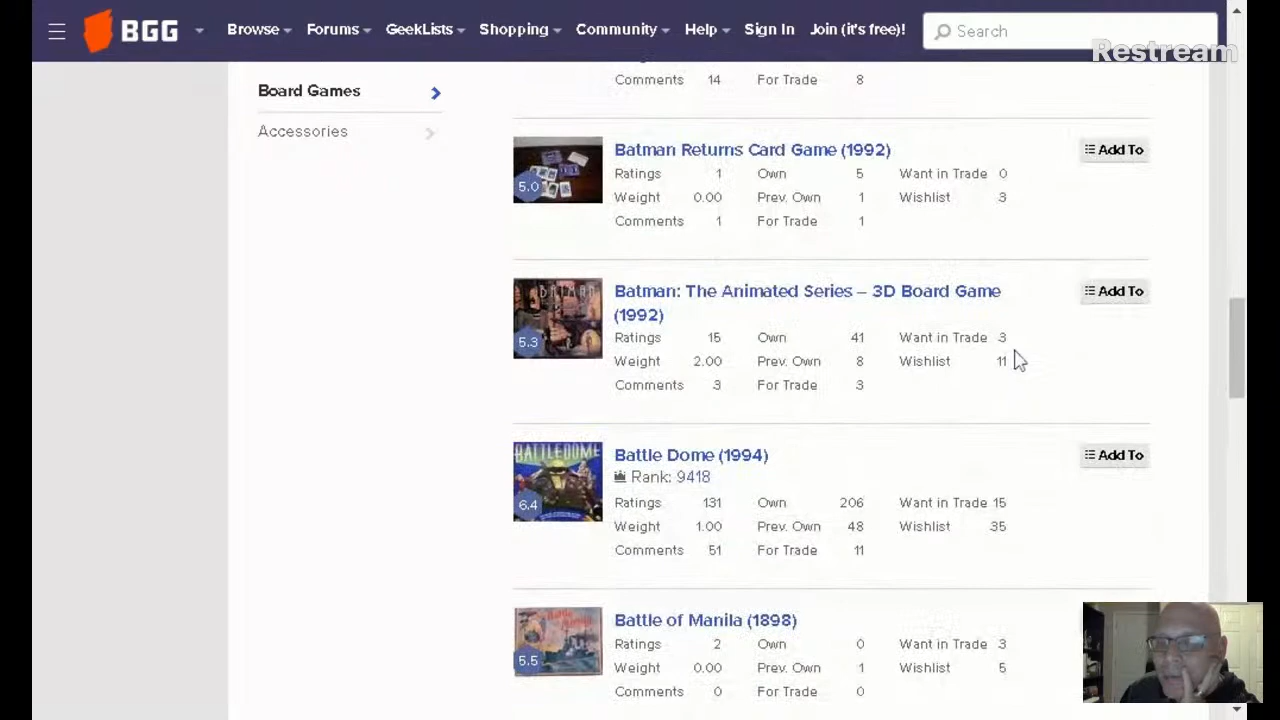 BGG Browse Forums GeekLists Shopping Community Help Sign In Join (it's free)! Search
Restream
Board Games
Accessories
Comments 14 For Trade 8
Batman Returns Card Game (1992) Add To
5.0
Ratings 1 Own 5 Want in Trade 0
Weight 0.00 Prev. Own 1 Wishlist 3
Comments 1 For Trade 1
Batman: The Animated Series – 3D Board Game Add To
(1992)
5.3
Ratings 15 Own 41 Want in Trade 3
Weight 2.00 Prev. Own 8 Wishlist 11
Comments 3 For Trade 3
Battle Dome (1994) Add To
BATTLEDOME
Rank: 9418
6.4
Ratings 131 Own 206 Want in Trade 15
Weight 1.00 Prev. Own 48 Wishlist 35
Comments 51 For Trade 11
Battle of Manila (1898)
5.5
Ratings 2 Own 0 Want in Trade 3
Weight 0.00 Prev. Own 1 Wishlist 5
Comments 0 For Trade 0